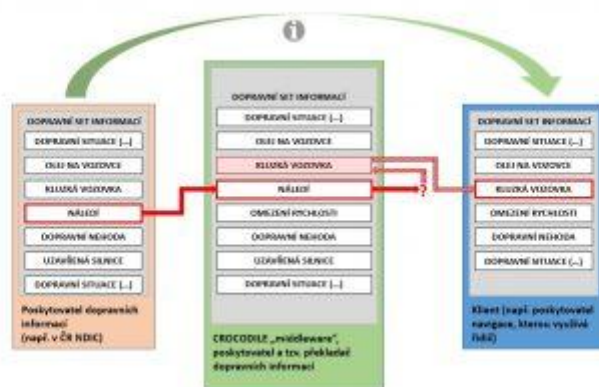 i
DOPRAVNÍ SET INFORMACÍ
DOPRAVNÍ SITUACE (...)
OLEJ NA VOZOVCE
KLUZKÁ VOZOVKA
NÁLEDÍ
DOPRAVNÍ NEHODA
UZAVŘENÁ SILNICE
DOPRAVNÍ SITUACE (...)
Poskytovatel dopravních
informací
(např. v ČR NDIC)
DOPRAVNÍ SET INFORMACÍ
DOPRAVNÍ SITUACE (...)
OLEJ NA VOZOVCE
KLUZKÁ VOZOVKA
NÁLEDÍ
OMEZENÍ RYCHLOSTI
DOPRAVNÍ NEHODA
UZAVŘENÁ SILNICE
DOPRAVNÍ SITUACE (...)
CROCODILE „middleware",
poskytovatel a tzv. překladač
dopravních informací
?
DOPRAVNÍ SET INFORMACÍ
DOPRAVNÍ SITUACE (...)
OLEJ NA VOZOVCE
KLUZKÁ VOZOVKA
OMEZENÍ RYCHLOSTI
DOPRAVNÍ NEHODA
DOPRAVNÍ SITUACE (...)
Klient (např. poskytovatel
navigace, kterou využívá
řidič)